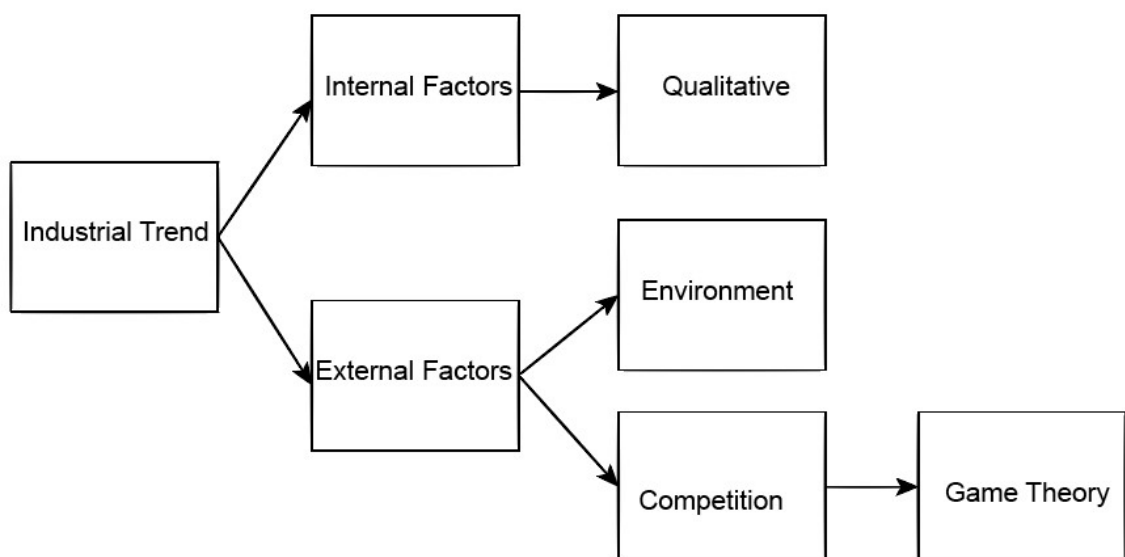 Internal Factors
Qualitative
Industrial Trend
Environment
External Factors
Competition
Game Theory